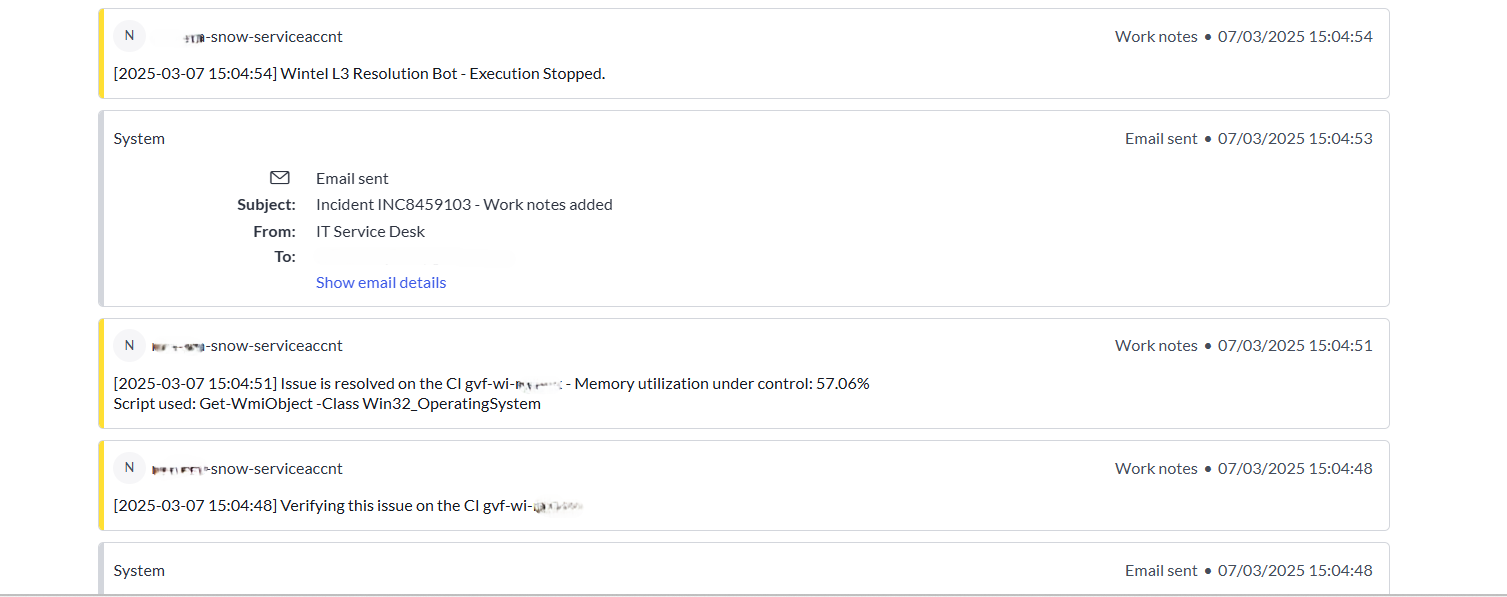 N
-snow-serviceaccnt
Work notes • 07/03/2025 15:04:54
[2025-03-07 15:04:54] Wintel L3 Resolution Bot - Execution Stopped.
System
Email sent • 07/03/2025 15:04:53
Email sent
Subject: Incident INC8459103 - Work notes added
From: IT Service Desk
To:
Show email details
N
-snow-serviceaccnt
Work notes • 07/03/2025 15:04:51
[2025-03-07 15:04:51] Issue is resolved on the CI gvf-wi- - Memory utilization under control: 57.06%
Script used: Get-WmiObject -Class Win32_OperatingSystem
N
-snow-serviceaccnt
Work notes • 07/03/2025 15:04:48
[2025-03-07 15:04:48] Verifying this issue on the CI gvf-wi-
System
Email sent • 07/03/2025 15:04:48